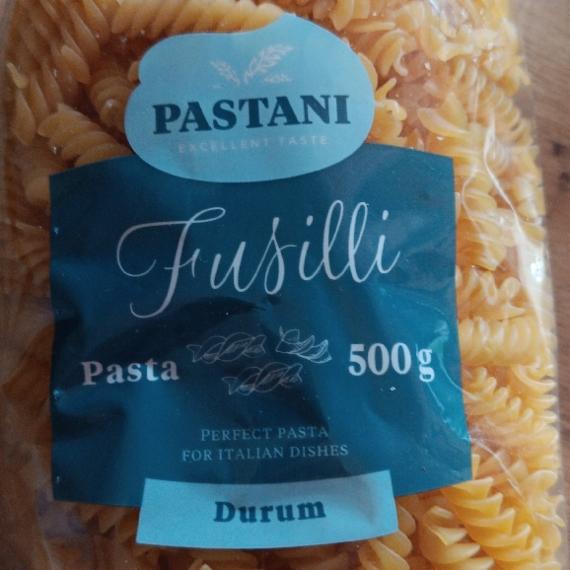 PASTANI
EXCELLENT TASTE
Fusilli
Pasta 500g
PERFECT PASTA
FOR ITALIAN DISHES
Durum